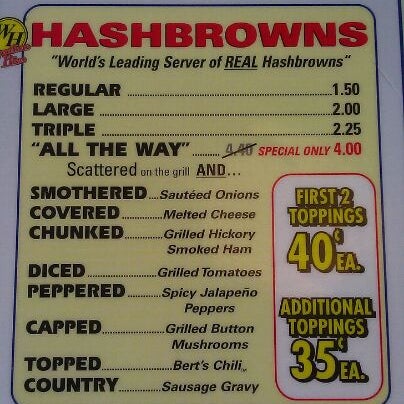 WH
HASHBROWNS
"World's Leading Server of REAL Hashbrowns"
REGULAR 1.50
LARGE 2.00
TRIPLE 2.25
"ALL THE WAY" 4.40 SPECIAL ONLY 4.00
Scattered on the grill AND...
SMOTHERED Sautéed Onions
COVERED Melted Cheese
CHUNKED Grilled Hickory
Smoked Ham
DICED Grilled Tomatoes
PEPPERED Spicy Jalapeño
Peppers
CAPPED Grilled Button
Mushrooms
TOPPED Bert's Chili
COUNTRY Sausage Gravy
FIRST 2
TOPPINGS
40¢ EA.
ADDITIONAL
TOPPINGS
35¢ EA.